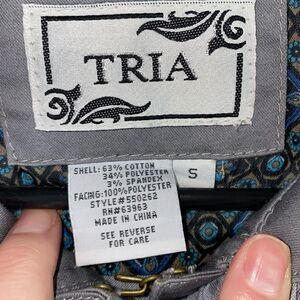 TRIA
SHELL: 63% COTTON
34% POLYESTER
3% SPANDEX
FACING: 100% POLYESTER
STYLE#550262
RN#63963
MADE IN CHINA
SEE REVERSE
FOR CARE
S